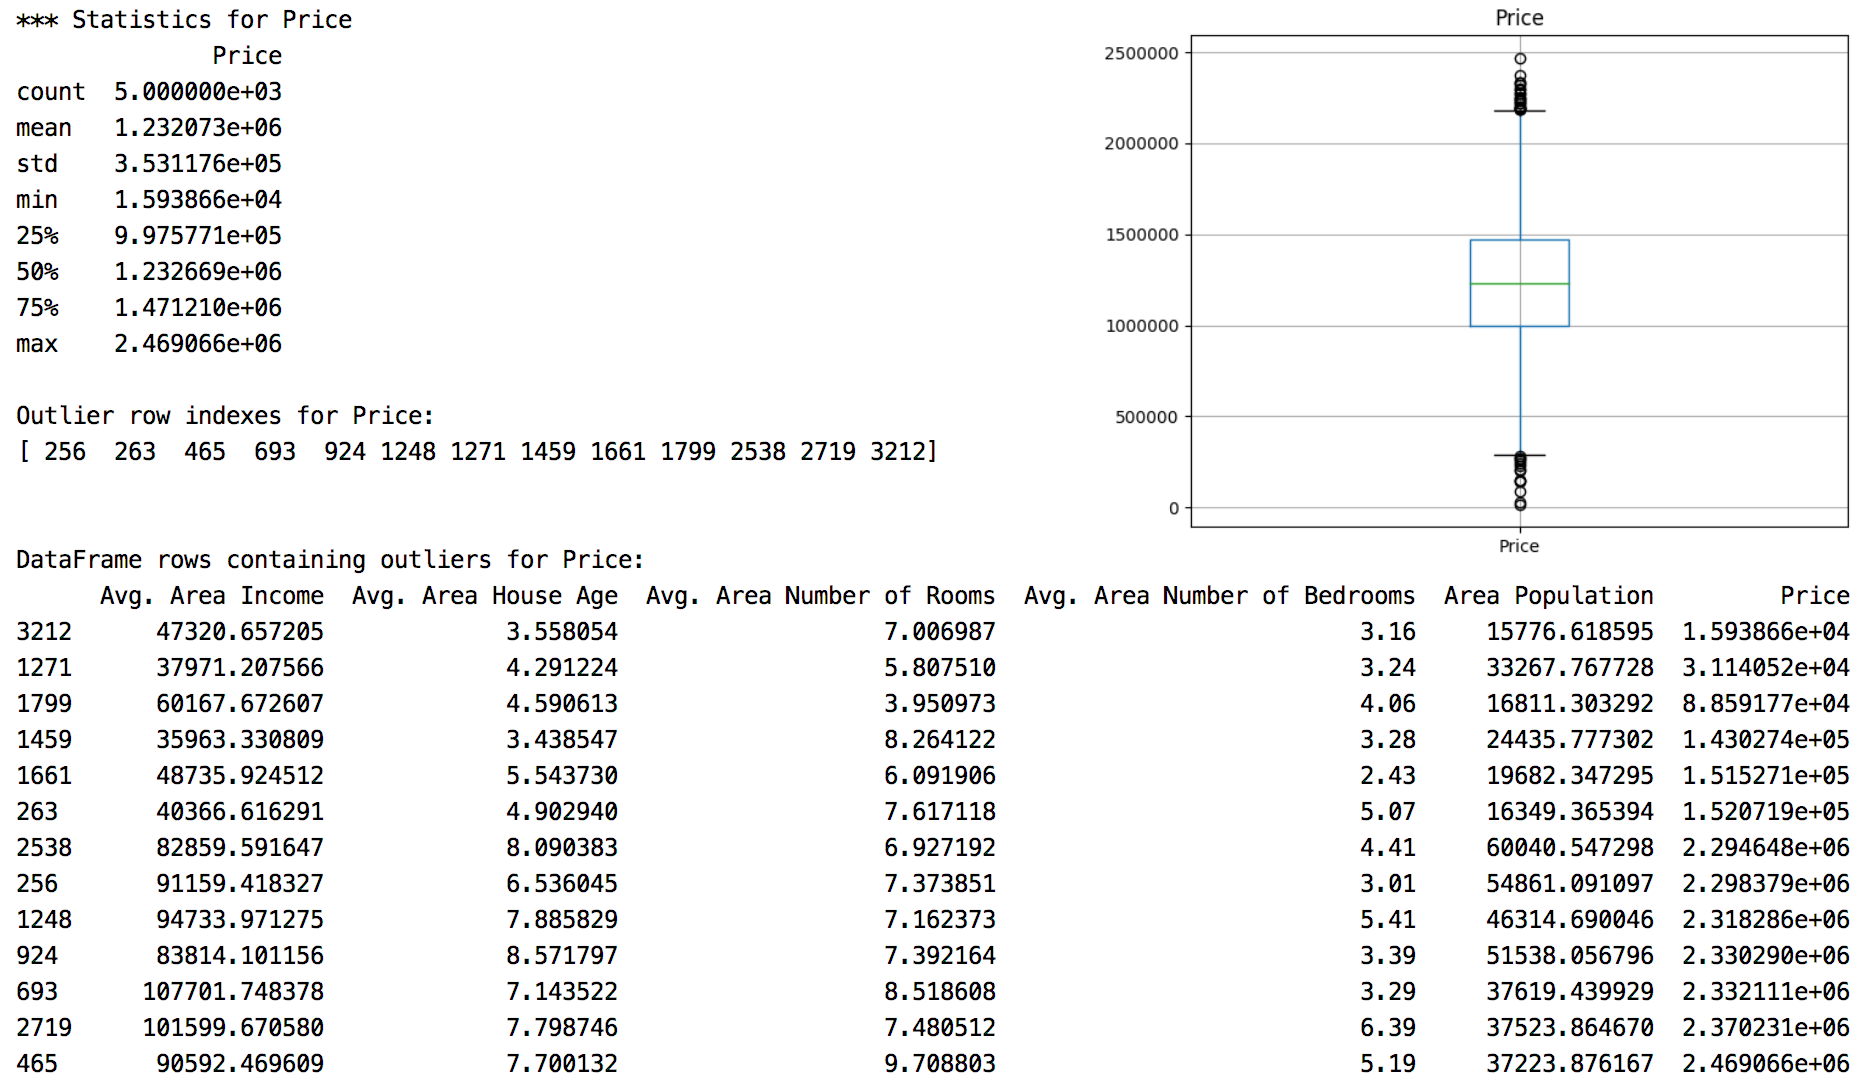 *** Statistics for Price
Price
count 5.000000e+03
mean 1.232073e+06
std 3.531176e+05
min 1.593866e+04
25% 9.975771e+05
50% 1.232669e+06
75% 1.471210e+06
max 2.469066e+06
Outlier row indexes for Price:
[ 256 263 465 693 924 1248 1271 1459 1661 1799 2538 2719 3212]
Price
2500000
2000000
1500000
1000000
500000
0
Price
DataFrame rows containing outliers for Price:
Avg. Area Income Avg. Area House Age Avg. Area Number of Rooms Avg. Area Number of Bedrooms Area Population Price
3212 47320.657205 3.558054 7.006987 3.16 15776.618595 1.593866e+04
1271 37971.207566 4.291224 5.807510 3.24 33267.767728 3.114052e+04
1799 60167.672607 4.590613 3.950973 4.06 16811.303292 8.859177e+04
1459 35963.330809 3.438547 8.264122 3.28 24435.777302 1.430274e+05
1661 48735.924512 5.543730 6.091906 2.43 19682.347295 1.515271e+05
263 40366.616291 4.902940 7.617118 5.07 16349.365394 1.520719e+05
2538 82859.591647 8.090383 6.927192 4.41 60040.547298 2.294648e+06
256 91159.418327 6.536045 7.373851 3.01 54861.091097 2.298379e+06
1248 94733.971275 7.885829 7.162373 5.41 46314.690046 2.318286e+06
924 83814.101156 8.571797 7.392164 3.39 51538.056796 2.330290e+06
693 107701.748378 7.143522 8.518608 3.29 37619.439929 2.332111e+06
2719 101599.670580 7.798746 7.480512 6.39 37523.864670 2.370231e+06
465 90592.469609 7.700132 9.708803 5.19 37223.876167 2.469066e+06